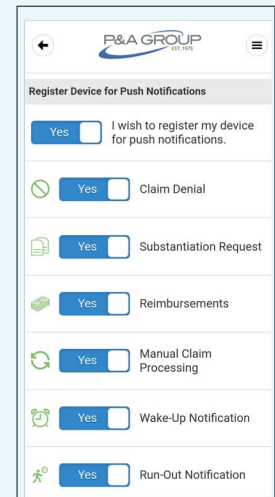 P&A GROUP
EST. 1975
Register Device for Push Notifications
Yes
I wish to register my device
for push notifications.
Yes
Claim Denial
Yes
Substantiation Request
Yes
Reimbursements
Yes
Manual Claim
Processing
Yes
Wake-Up Notification
Yes
Run-Out Notification